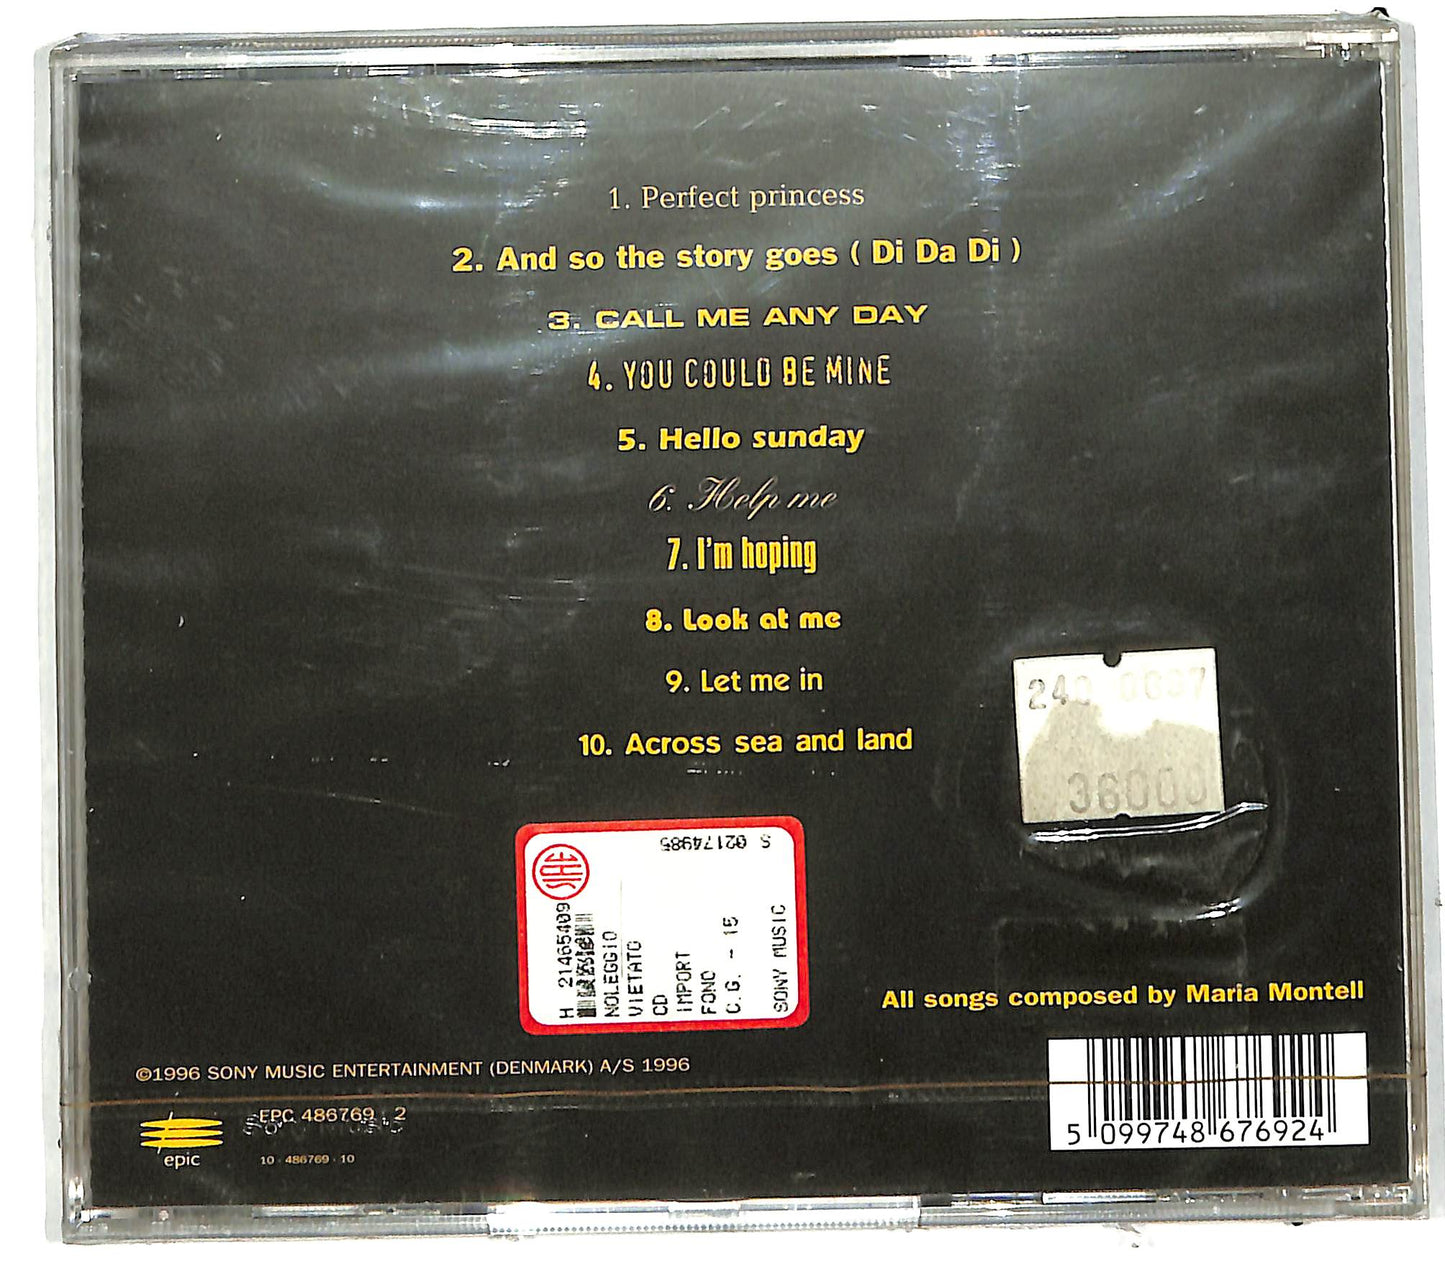 1. Perfect princess
2. And so the story goes ( Di Da Di )
3. CALL ME ANY DAY
4. YOU COULD BE MINE
5. Hello sunday
6. Help me
7. I'm hoping
8. Look at me
9. Let me in
10. Across sea and land
36000
S 02174985
SIAE
H 21465409
NOLEGGIO
VIETATO
CD
IMPORT
FONO
C.G. - 15
SONY MUSIC
All songs composed by Maria Montell
©1996 SONY MUSIC ENTERTAINMENT (DENMARK) A/S 1996
EPC 486769 2
epic
10 - 486769 - 10
5 099748 676924